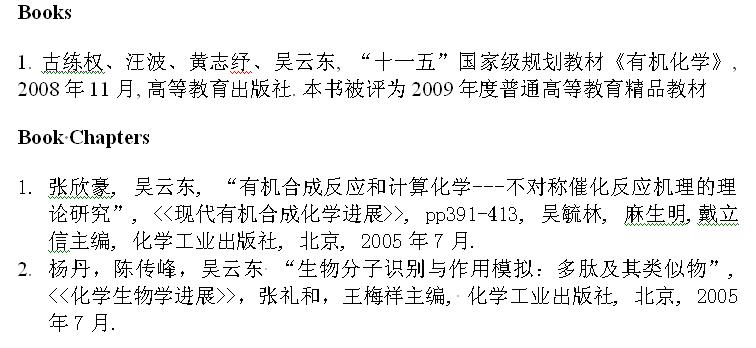 Books
1. 古练权、汪波、黄志纾、吴云东, “十一五”国家级规划教材《有机化学》,
2008 年 11 月, 高等教育出版社. 本书被评为 2009 年度普通高等教育精品教材
Book Chapters
1. 张欣豪, 吴云东, “有机合成反应和计算化学---不对称催化反应机理的理
论研究”, <<现代有机合成化学进展>>, pp391-413, 吴毓林, 麻生明, 戴立
信主编, 化学工业出版社, 北京, 2005 年 7 月.
2. 杨丹, 陈传峰, 吴云东 “生物分子识别与作用模拟: 多肽及其类似物”,
<<化学生物学进展>>, 张礼和, 王梅祥主编, 化学工业出版社, 北京, 2005
年 7 月.